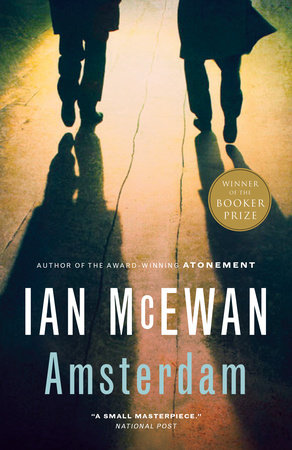 WINNER
OF THE
BOOKER
PRIZE
AUTHOR OF THE AWARD-WINNING ATONEMENT
IAN McEWAN
Amsterdam
“A SMALL MASTERPIECE.”
NATIONAL POST